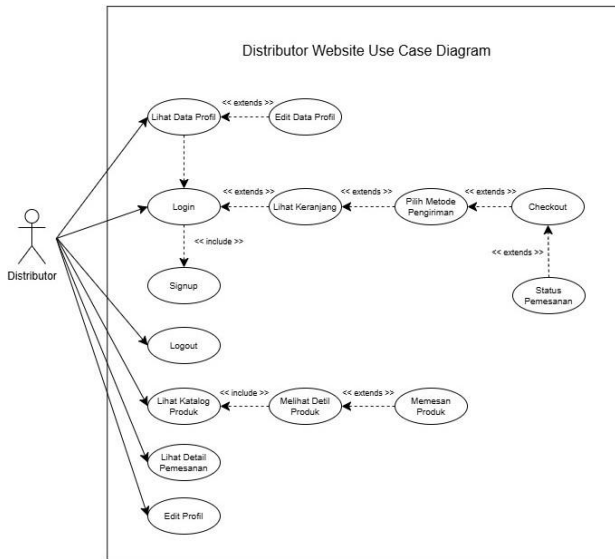 Distributor Website Use Case Diagram
Lihat Data Profil
<< extends >>
Edit Data Profil
Login
<< extends >>
Lihat Keranjang
<< extends >>
Pilih Metode
Pengiriman
<< extends >>
Checkout
<< include >>
<< extends >>
Distributor
Signup
Status
Pemesanan
Logout
Lihat Katalog
Produk
<< include >>
Melihat Detil
Produk
<< extends >>
Memesan
Produk
Lihat Detail
Pemesanan
Edit Profil